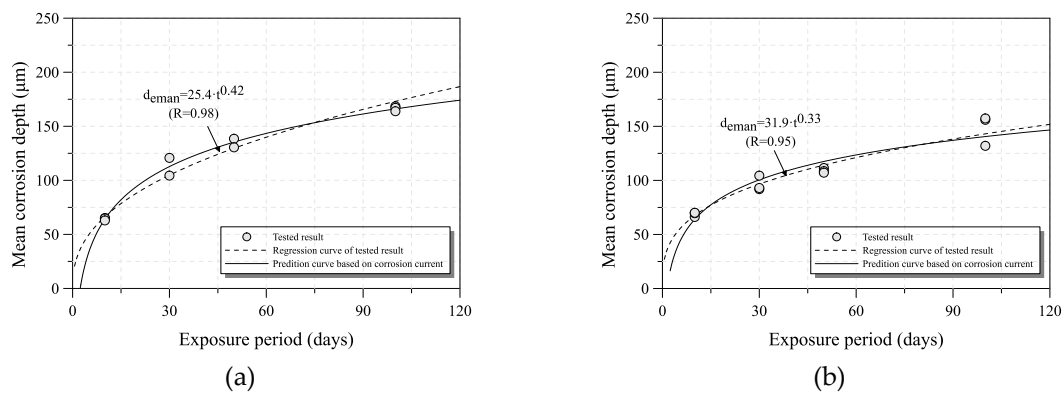 250
200
150
100
50
0
Mean corrosion depth (μm)
d_eman=25.4·t^0.42
(R=0.98)
Tested result
Regression curve of tested result
Predition curve based on corrosion current
0 30 60 90 120
Exposure period (days)
(a)
250
200
150
100
50
0
Mean corrosion depth (μm)
d_eman=31.9·t^0.33
(R=0.95)
Tested result
Regression curve of tested result
Predition curve based on corrosion current
0 30 60 90 120
Exposure period (days)
(b)